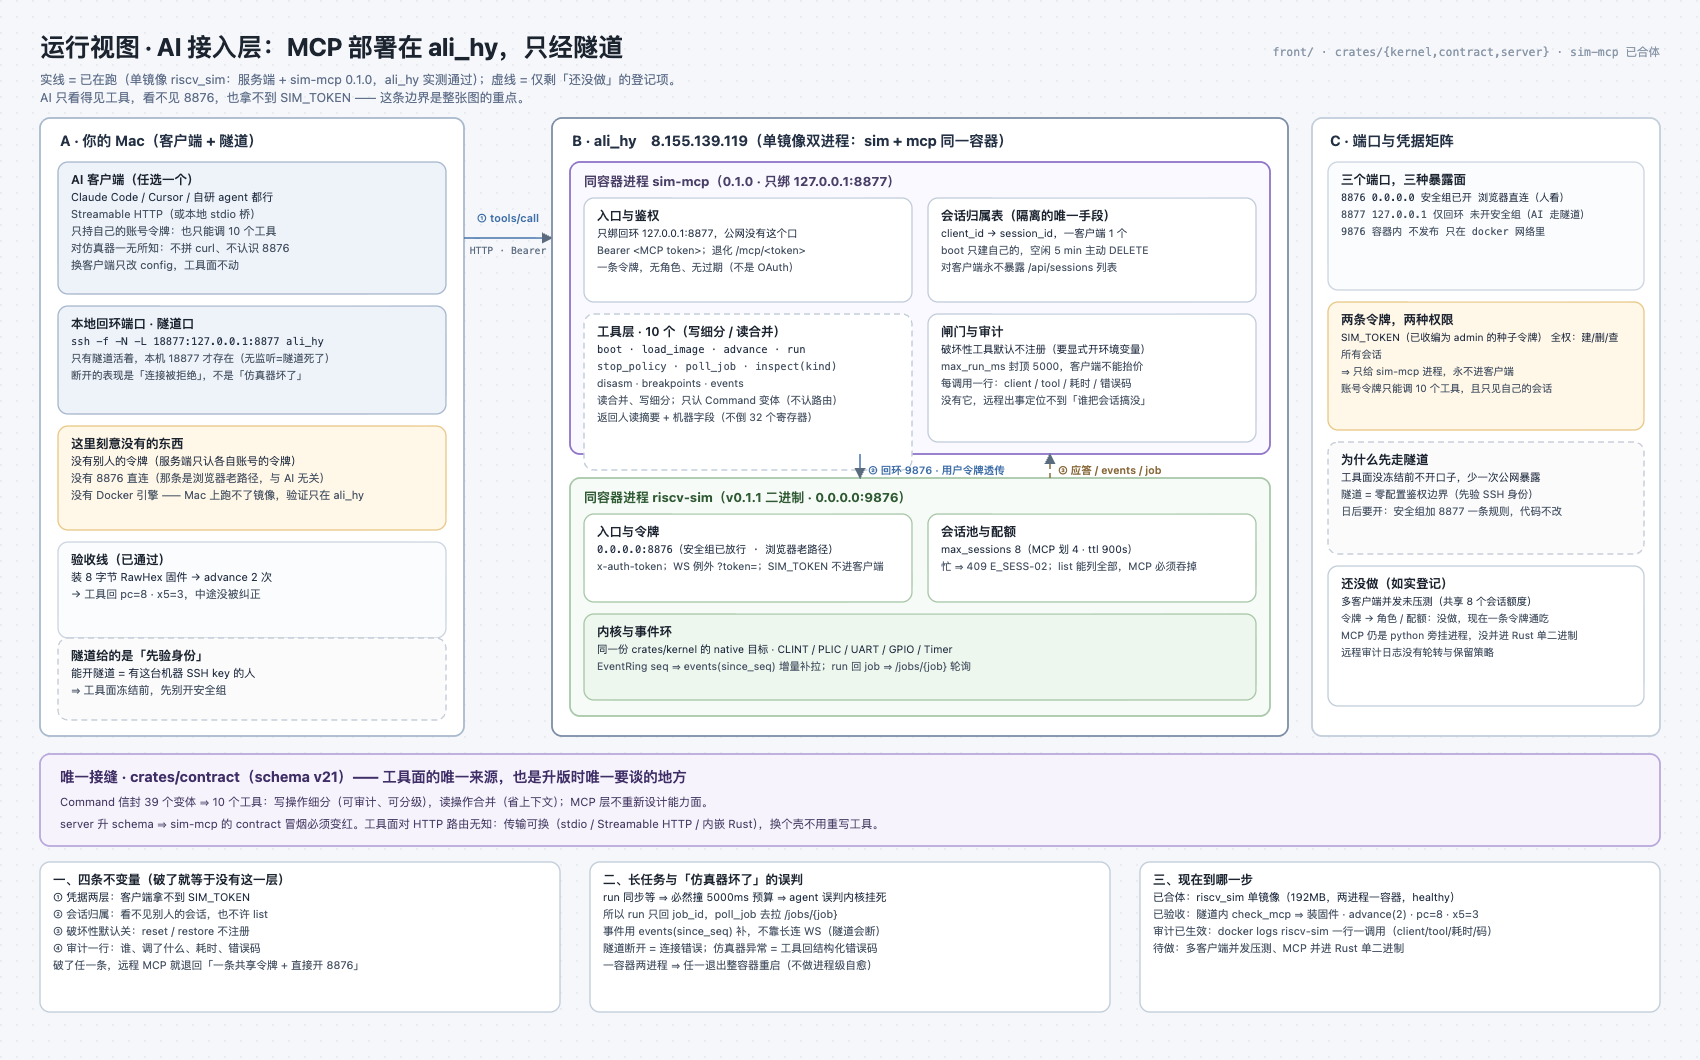 运行视图 · AI 接入层：MCP 部署在 ali_hy，只经隧道
front/ · crates/{kernel,contract,server} · sim-mcp 已合体
实线 = 已在跑（单镜像 riscv_sim：服务端 + sim-mcp 0.1.0，ali_hy 实测通过）；虚线 = 仅剩「还没做」的登记项。
AI 只看得见工具，看不见 8876，也拿不到 SIM_TOKEN —— 这条边界是整张图的重点。
A · 你的 Mac（客户端 + 隧道）
AI 客户端（任选一个）
Claude Code / Cursor / 自研 agent 都行
Streamable HTTP（或本地 stdio 桥）
只持自己的账号令牌：也只能调 10 个工具
对仿真器一无所知：不拼 curl、不认识 8876
换客户端只改 config，工具面不动
本地回环端口 · 隧道口
ssh -f -N -L 18877:127.0.0.1:8877 ali_hy
只有隧道活着，本机 18877 才存在（无监听=隧道死了）
断开的表现是「连接被拒绝」，不是「仿真器坏了」
这里刻意没有的东西
没有别人的令牌（服务端只认各自账号的令牌）
没有 8876 直连（那条是浏览器老路径，与 AI 无关）
没有 Docker 引擎 —— Mac 上跑不了镜像，验证只在 ali_hy
验收线（已通过）
装 8 字节 RawHex 固件 → advance 2 次
→ 工具回 pc=8 · x5=3，中途没被纠正
隧道给的是「先验身份」
能开隧道 = 有这台机器 SSH key 的人
⇒ 工具面冻结前，先别开安全组
① tools/call
HTTP · Bearer
B · ali_hy 8.155.139.119（单镜像双进程：sim + mcp 同一容器）
同容器进程 sim-mcp（0.1.0 · 只绑 127.0.0.1:8877）
入口与鉴权
只绑回环 127.0.0.1:8877，公网没有这个口
Bearer <MCP token>；退化 /mcp/<token>
一条令牌，无角色、无过期（不是 OAuth）
会话归属表（隔离的唯一手段）
client_id → session_id，一客户端 1 个
boot 只建自己的，空闲 5 min 主动 DELETE
对客户端永不暴露 /api/sessions 列表
工具层 · 10 个（写细分 / 读合并）
boot · load_image · advance · run
stop_policy · poll_job · inspect(kind)
disasm · breakpoints · events
读合并、写细分；只认 Command 变体（不认路由）
返回人读摘要 + 机器字段（不倒 32 个寄存器）
闸门与审计
破坏性工具默认不注册（要显式开环境变量）
max_run_ms 封顶 5000，客户端不能抬价
每调用一行：client / tool / 耗时 / 错误码
没有它，远程出事定位不到「谁把会话搞没」
② 回环 9876 · 用户令牌透传
③ 应答 / events / job
同容器进程 riscv-sim（v0.1.1 二进制 · 0.0.0.0:9876）
入口与令牌
0.0.0.0:8876（安全组已放行 · 浏览器老路径）
x-auth-token；WS 例外 ?token=；SIM_TOKEN 不进客户端
会话池与配额
max_sessions 8（MCP 划 4 · ttl 900s）
忙 ⇒ 409 E_SESS-02；list 能列全部，MCP 必须吞掉
内核与事件环
同一份 crates/kernel 的 native 目标 · CLINT / PLIC / UART / GPIO / Timer
EventRing seq ⇒ events(since_seq) 增量补拉；run 回 job ⇒ /jobs/{job} 轮询
C · 端口与凭据矩阵
三个端口，三种暴露面
8876 0.0.0.0 安全组已开 浏览器直连（人看）
8877 127.0.0.1 仅回环 未开安全组（AI 走隧道）
9876 容器内 不发布 只在 docker 网络里
两条令牌，两种权限
SIM_TOKEN（已收编为 admin 的种子令牌） 全权：建/删/查
所有会话
⇒ 只给 sim-mcp 进程，永不进客户端
账号令牌只能调 10 个工具，且只见自己的会话
为什么先走隧道
工具面没冻结前不开口子，少一次公网暴露
隧道 = 零配置鉴权边界（先验 SSH 身份）
日后要开：安全组加 8877 一条规则，代码不改
还没做（如实登记）
多客户端并发未压测（共享 8 个会话额度）
令牌 → 角色 / 配额：没做，现在一条令牌通吃
MCP 仍是 python 旁挂进程，没并进 Rust 单二进制
远程审计日志没有轮转与保留策略
唯一接缝 · crates/contract（schema v21）—— 工具面的唯一来源，也是升版时唯一要谈的地方
Command 信封 39 个变体 ⇒ 10 个工具：写操作细分（可审计、可分级），读操作合并（省上下文）；MCP 层不重新设计能力面。
server 升 schema ⇒ sim-mcp 的 contract 冒烟必须变红。工具面对 HTTP 路由无知：传输可换（stdio / Streamable HTTP / 内嵌 Rust），换个壳不用重写工具。
一、四条不变量（破了就等于没有这一层）
① 凭据两层：客户端拿不到 SIM_TOKEN
② 会话归属：看不见别人的会话，也不许 list
③ 破坏性默认关：reset / restore 不注册
④ 审计一行：谁、调了什么、耗时、错误码
破了任一条，远程 MCP 就退回「一条共享令牌 + 直接开 8876」
二、长任务与「仿真器坏了」的误判
run 同步等 ⇒ 必然撞 5000ms 预算 ⇒ agent 误判内核挂死
所以 run 只回 job_id，poll_job 去拉 /jobs/{job}
事件用 events(since_seq) 补，不靠长连 WS（隧道会断）
隧道断开 = 连接错误；仿真器异常 = 工具回结构化错误码
一容器两进程 ⇒ 任一退出整容器重启（不做进程级自愈）
三、现在到哪一步
已合体：riscv_sim 单镜像（192MB，两进程一容器，healthy）
已验收：隧道内 check_mcp ⇒ 装固件 · advance(2) · pc=8 · x5=3
审计已生效：docker logs riscv-sim 一行一调用（client/tool/耗时/码）
待做：多客户端并发压测、MCP 并进 Rust 单二进制